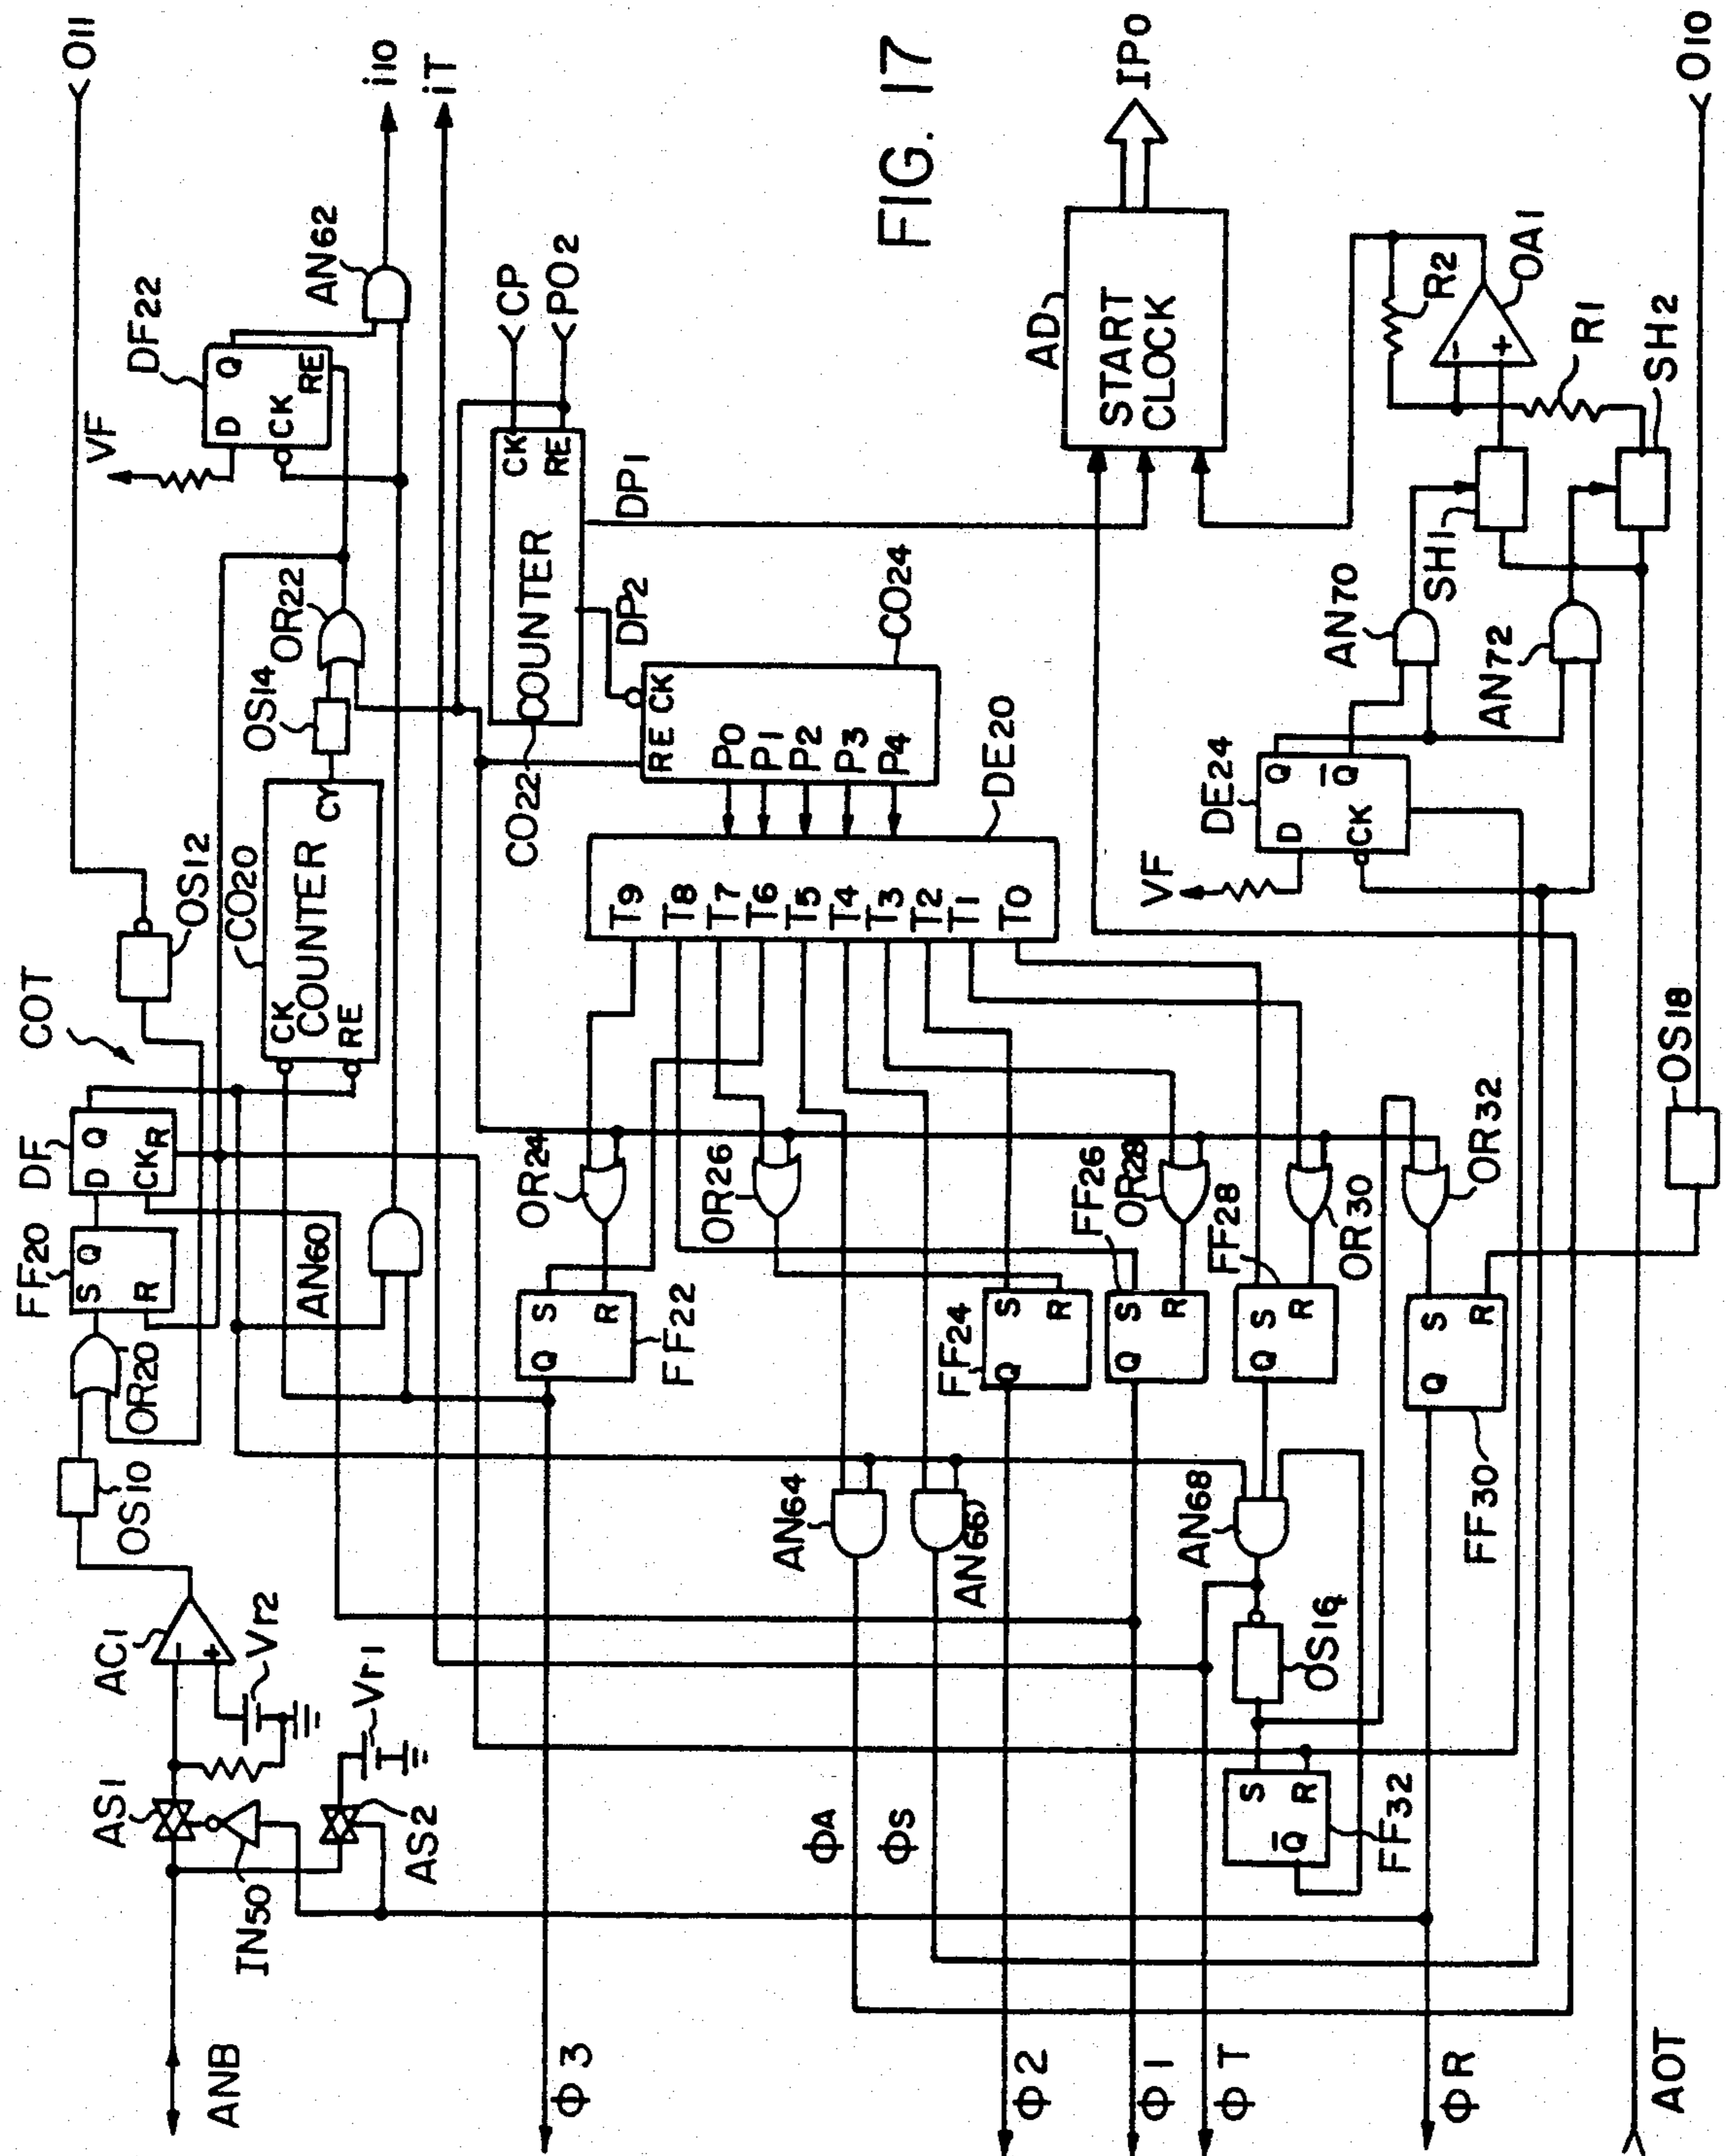 FIG. 17
O11
i10
iT
AN62
DF22
VF
D
Q
CK
RE
CP
PO2
IP0
AD
START
CLOCK
R2
OA1
R1
SH2
SH1
O10
OR22
OS14
OS12
COT
CO20
COUNTER
CK
RE
CY
CO22
COUNTER
CK
RE
DP1
DP2
CO24
RE
CK
P0
P1
P2
P3
P4
DE20
T9
T8
T7
T6
T5
T4
T3
T2
T1
T0
DE24
VF
D
Q
Q
CK
AN70
AN72
OS18
DF
D
Q
CK
R
FF20
S
Q
R
AN60
OR20
OS10
OR24
OR26
FF26
OR28
FF28
OR30
OR32
FF22
S
R
Q
FF24
S
R
Q
S
R
Q
S
R
Q
FF30
S
R
Q
AN64
AN66
AN68
OS16
FF32
S
R
Q
AC1
−
+
Vr2
Vr1
AS1
AS2
IN50
ΦA
ΦS
−
+
ANB
Φ3
Φ2
Φ1
ΦT
ΦR
AOT